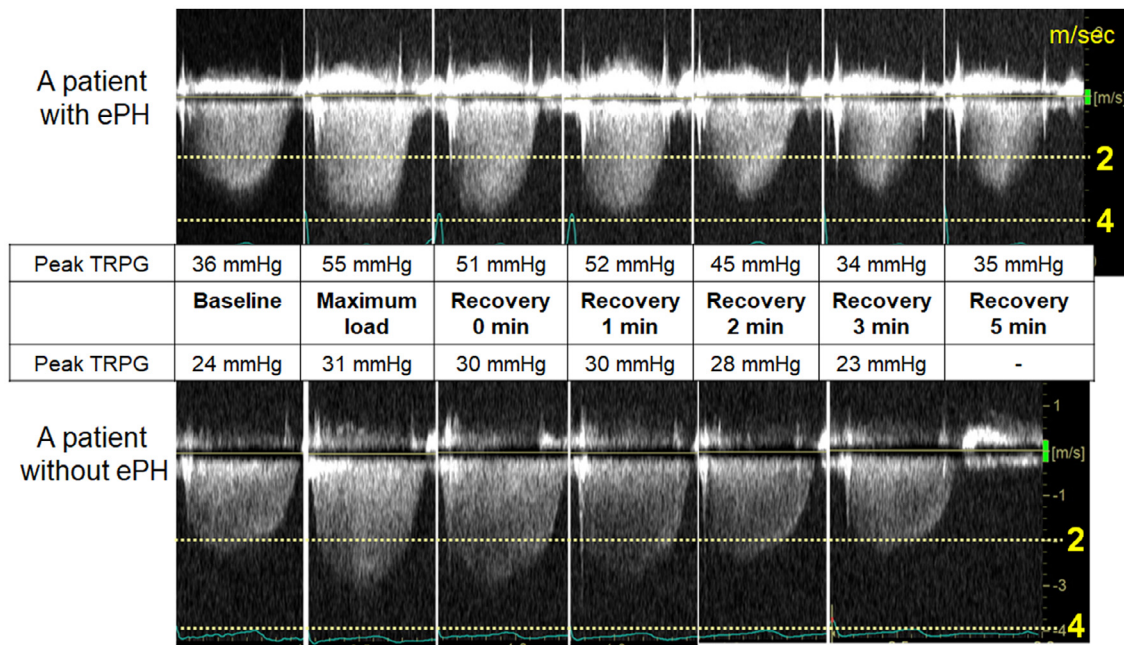 m/sec
A patient
with ePH
[m/s]
2
4
Peak TRPG 36 mmHg 55 mmHg 51 mmHg 52 mmHg 45 mmHg 34 mmHg 35 mmHg
Baseline Maximum load Recovery 0 min Recovery 1 min Recovery 2 min Recovery 3 min Recovery 5 min
Peak TRPG 24 mmHg 31 mmHg 30 mmHg 30 mmHg 28 mmHg 23 mmHg -
A patient
without ePH
1
[m/s]
-1
2
-3
4